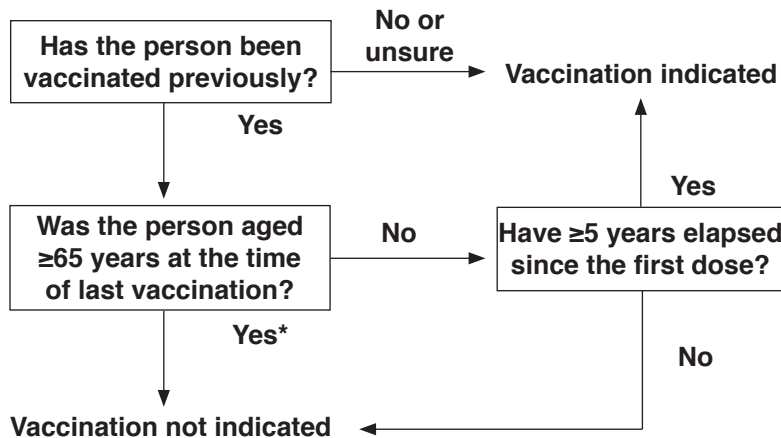 Has the person been
vaccinated previously?
No or
unsure
Vaccination indicated
Yes
Was the person aged
≥65 years at the time
of last vaccination?
No
Have ≥5 years elapsed
since the first dose?
Yes
Yes*
No
Vaccination not indicated